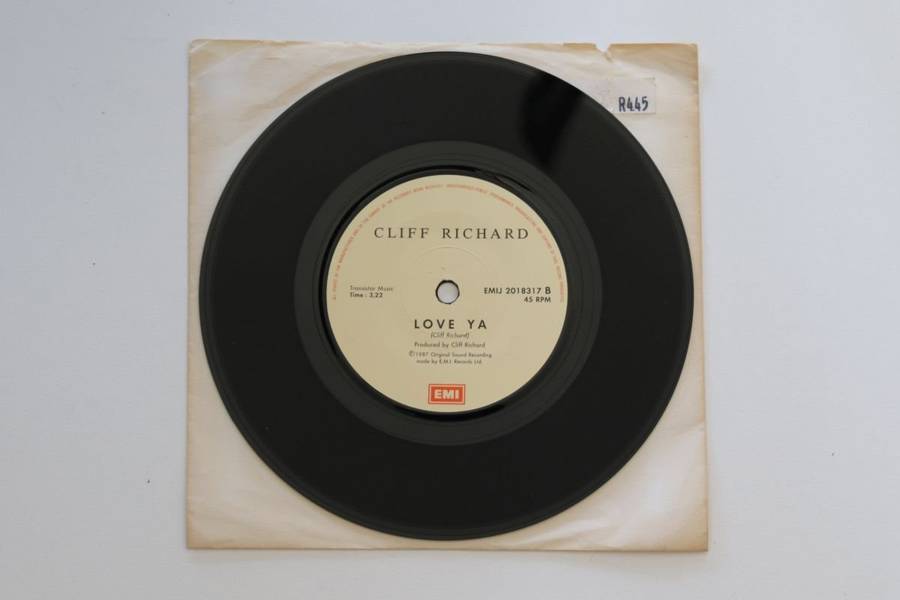 R445
CLIFF RICHARD
Transistor Music
Time : 3,22
EMIJ 2018317 B
45 RPM
LOVE YA
(Cliff Richard)
Produced by Cliff Richard
℗1987 Original Sound Recording
made by E.M.I. Records Ltd.
EMI